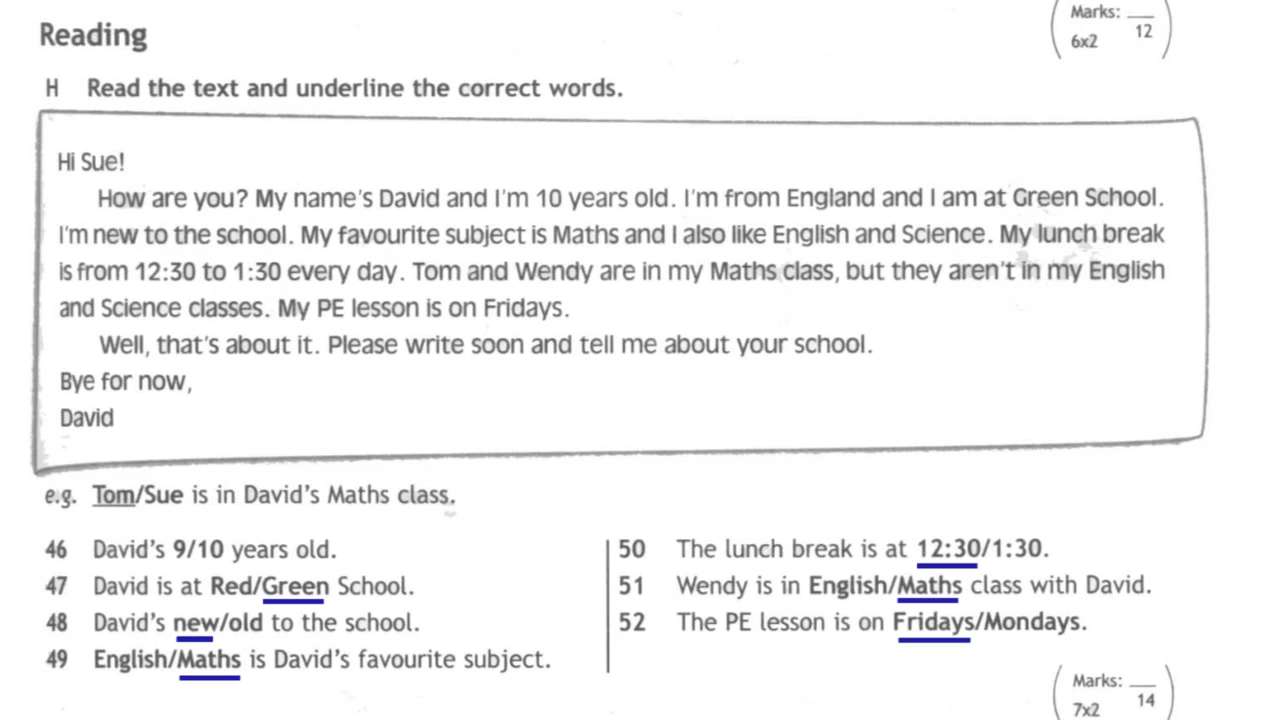 Marks: __
12
6x2
Reading
H Read the text and underline the correct words.
Hi Sue!
How are you? My name's David and I'm 10 years old. I'm from England and I am at Green School.
I'm new to the school. My favourite subject is Maths and I also like English and Science. My lunch break
is from 12:30 to 1:30 every day. Tom and Wendy are in my Maths class, but they aren't in my English
and Science classes. My PE lesson is on Fridays.
Well, that's about it. Please write soon and tell me about your school.
Bye for now,
David
e.g. Tom/Sue is in David's Maths class.
46 David's 9/10 years old.
47 David is at Red/Green School.
48 David's new/old to the school.
49 English/Maths is David's favourite subject.
50 The lunch break is at 12:30/1:30.
51 Wendy is in English/Maths class with David.
52 The PE lesson is on Fridays/Mondays.
Marks: __
14
7x2